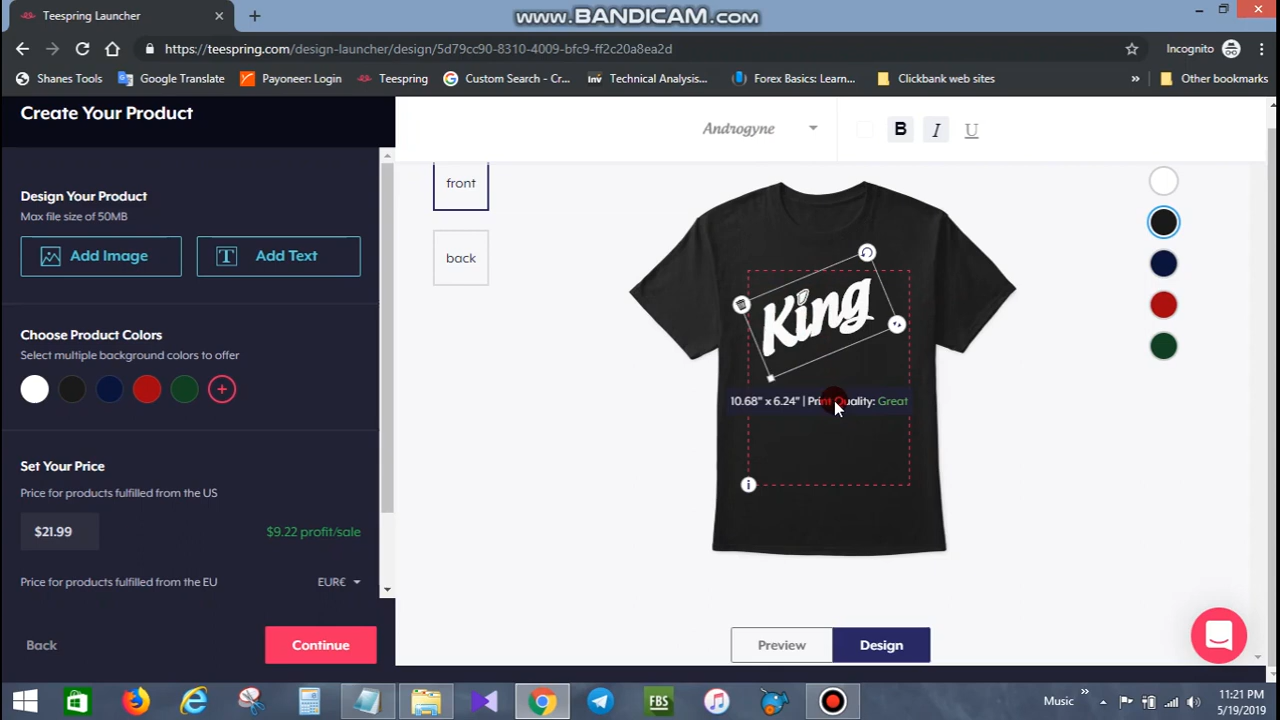 Teespring Launcher
www.BANDICAM.com
https://teespring.com/design-launcher/design/5d79cc90-8310-4009-bfc9-ff2c20a8ea2d
Incognito
Shanes Tools
Google Translate
Payoneer: Login
Teespring
Custom Search - Cr...
Inv
Technical Analysis...
Forex Basics: Learn...
Clickbank web sites
»
Other bookmarks
Create Your Product
Androgyne
B
I
U
Design Your Product
Max file size of 50MB
Add Image
T
Add Text
front
back
King
10.68" x 6.24" | Print Quality: Great
i
Choose Product Colors
Select multiple background colors to offer
+
Set Your Price
Price for products fulfilled from the US
$21.99
$9.22 profit/sale
Price for products fulfilled from the EU
EUR€
Back
Continue
Preview
Design
FBS
Music
»
11:21 PM
5/19/2019